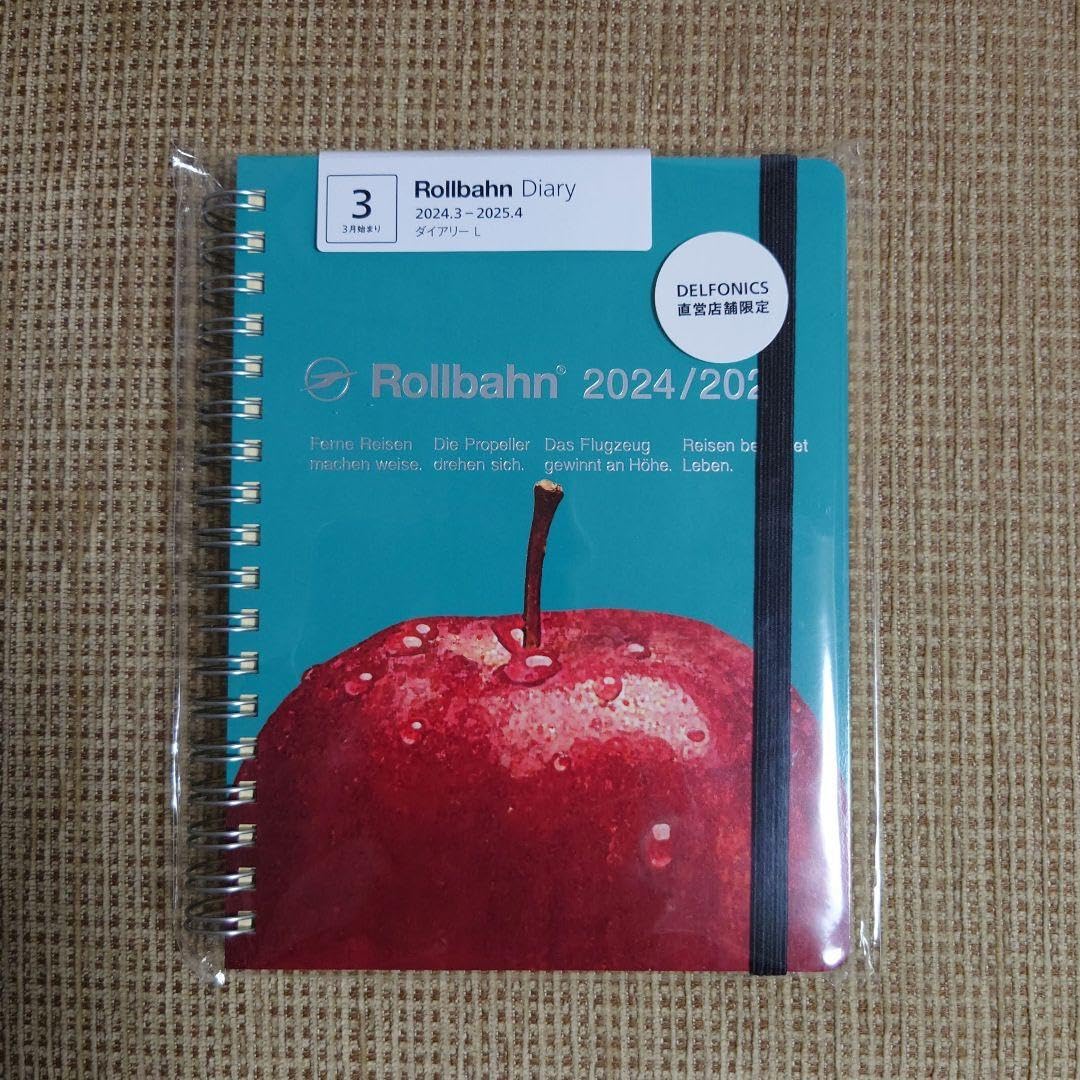 3
3月始まり
Rollbahn Diary
2024.3–2025.4
ダイアリー L
DELFONICS
直営店舗限定
Rollbahn® 2024/202
Ferne Reisen machen weise.
Die Propeller drehen sich.
Das Flugzeug gewinnt an Höhe.
Reisen be et Leben.